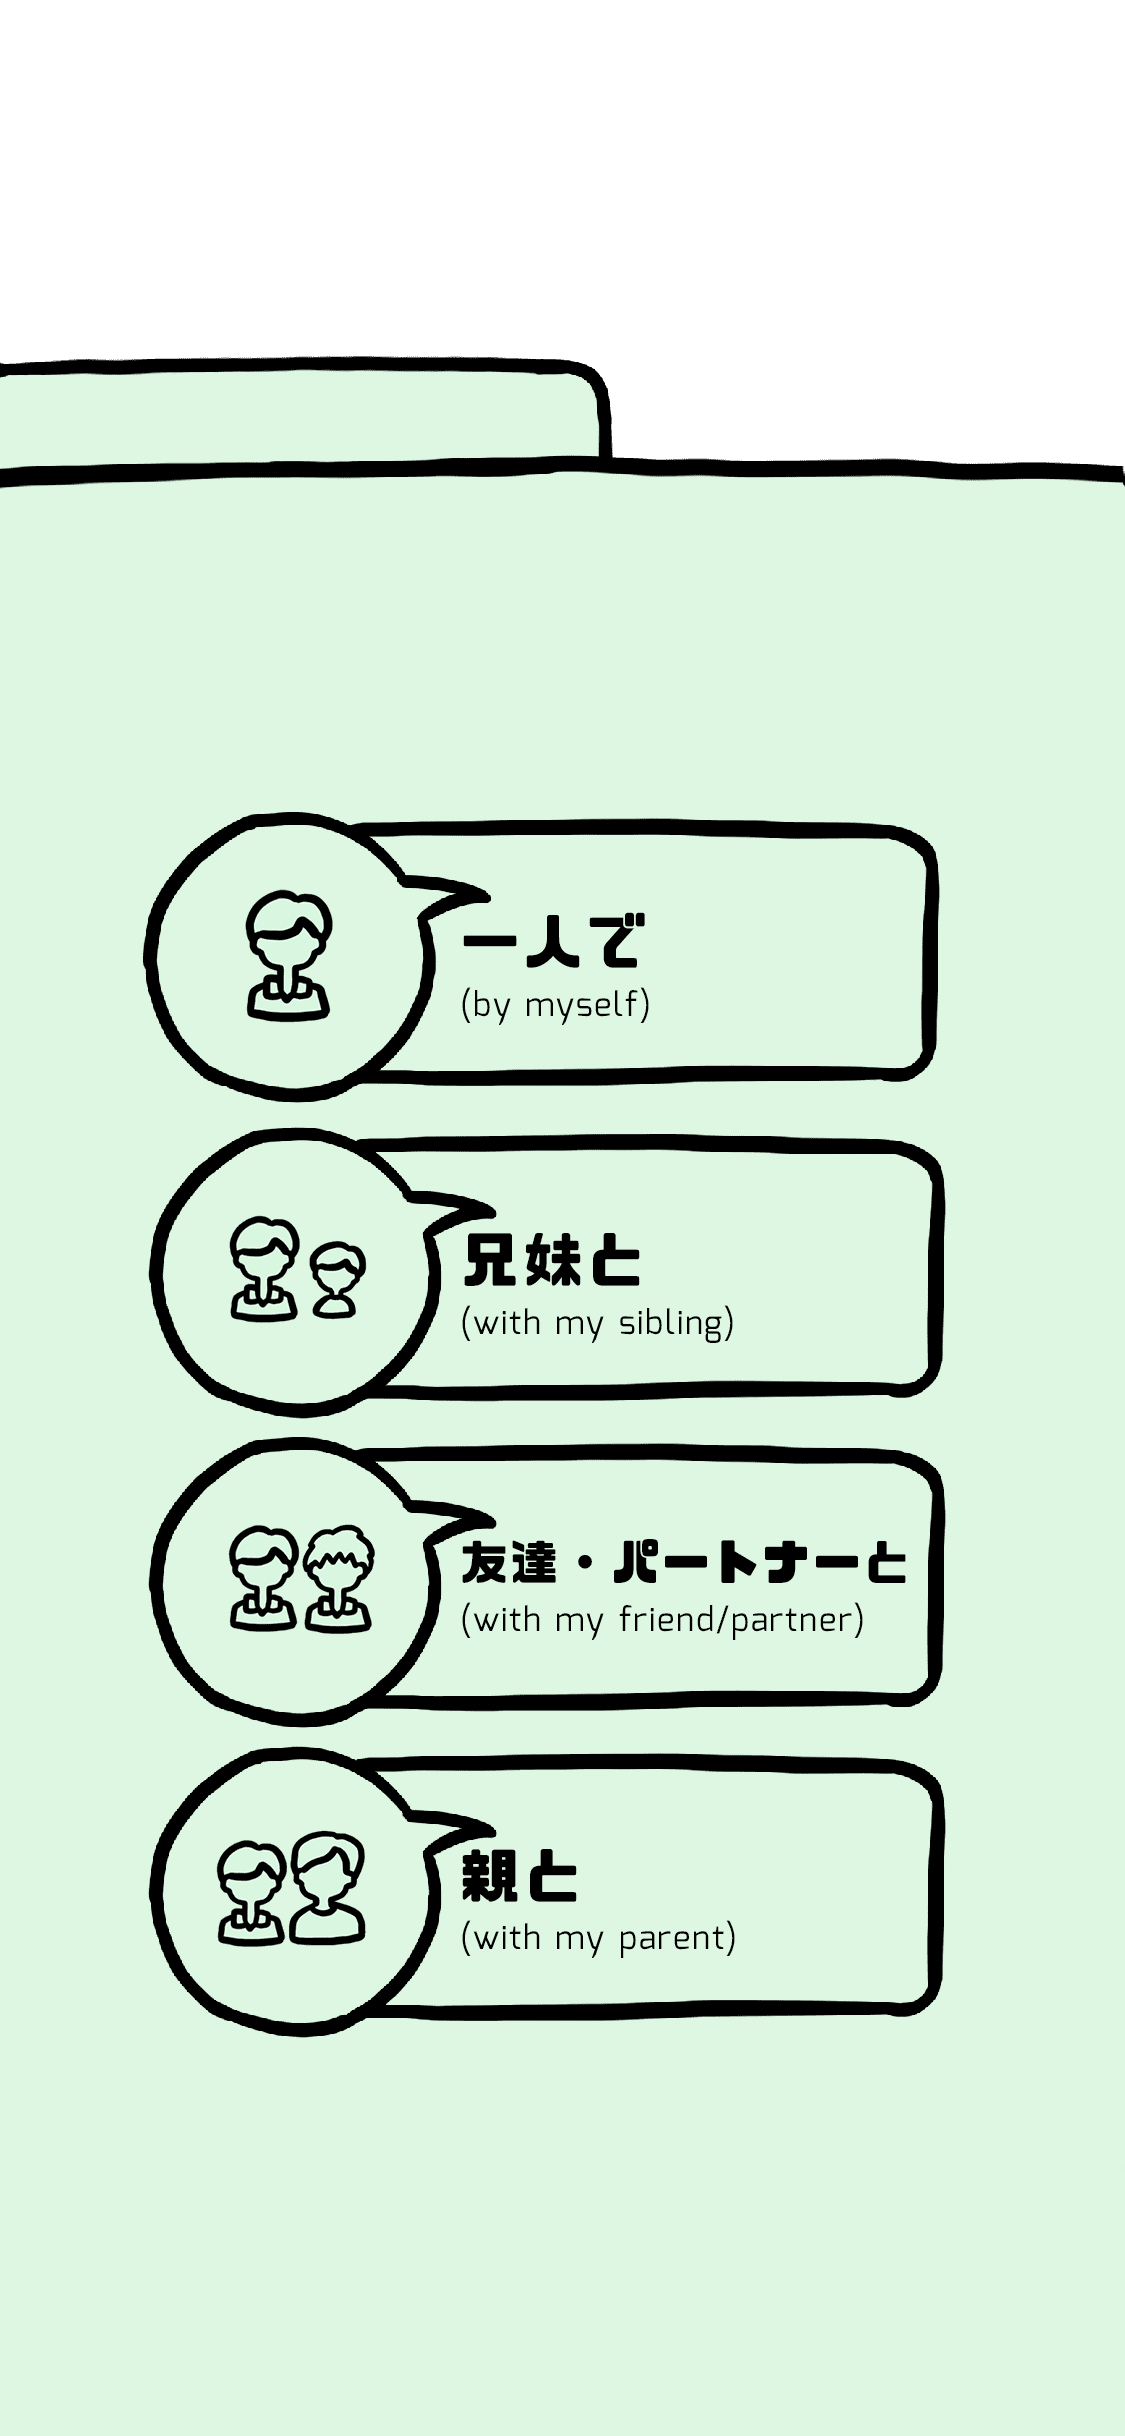 一人で
(by myself)
兄妹と
(with my sibling)
友達・パートナーと
(with my friend/partner)
親と
(with my parent)